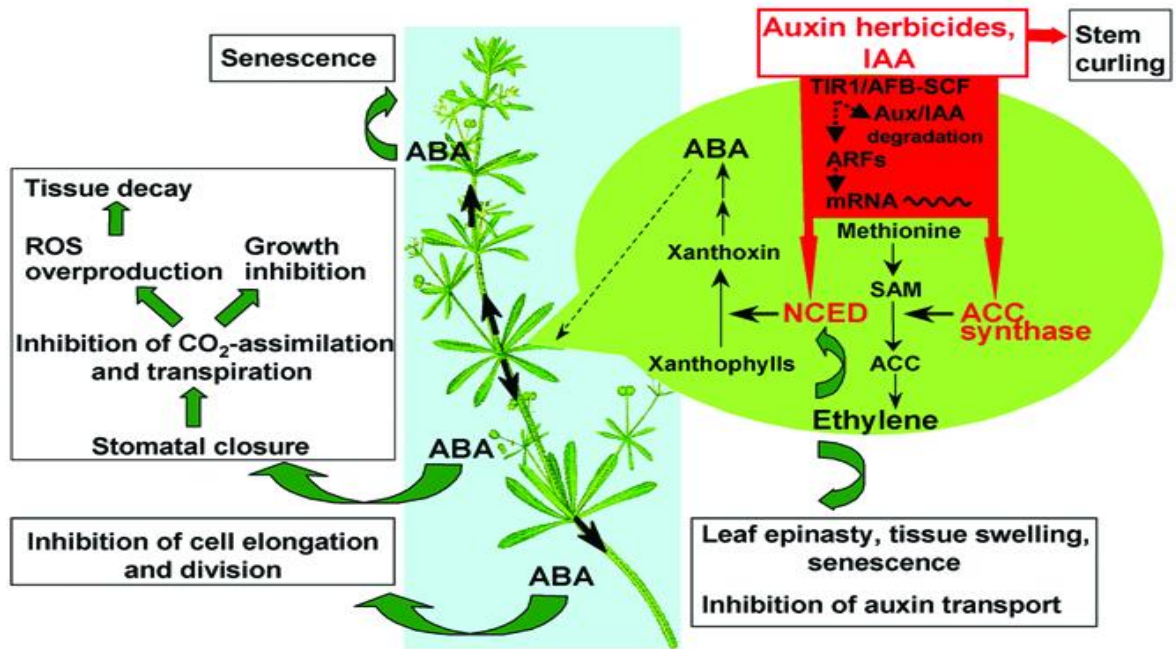 Senescence
ABA
Tissue decay
ROS
overproduction
Growth
inhibition
Inhibition of CO₂-assimilation
and transpiration
Stomatal closure
ABA
Inhibition of cell elongation
and division
ABA
Auxin herbicides,
IAA
Stem
curling
TIR1/AFB-SCF
Aux/IAA
degradation
ARFs
mRNA
ABA
Xanthoxin
Xanthophylls
NCED
Methionine
SAM
ACC
synthase
ACC
Ethylene
Leaf epinasty, tissue swelling,
senescence
Inhibition of auxin transport